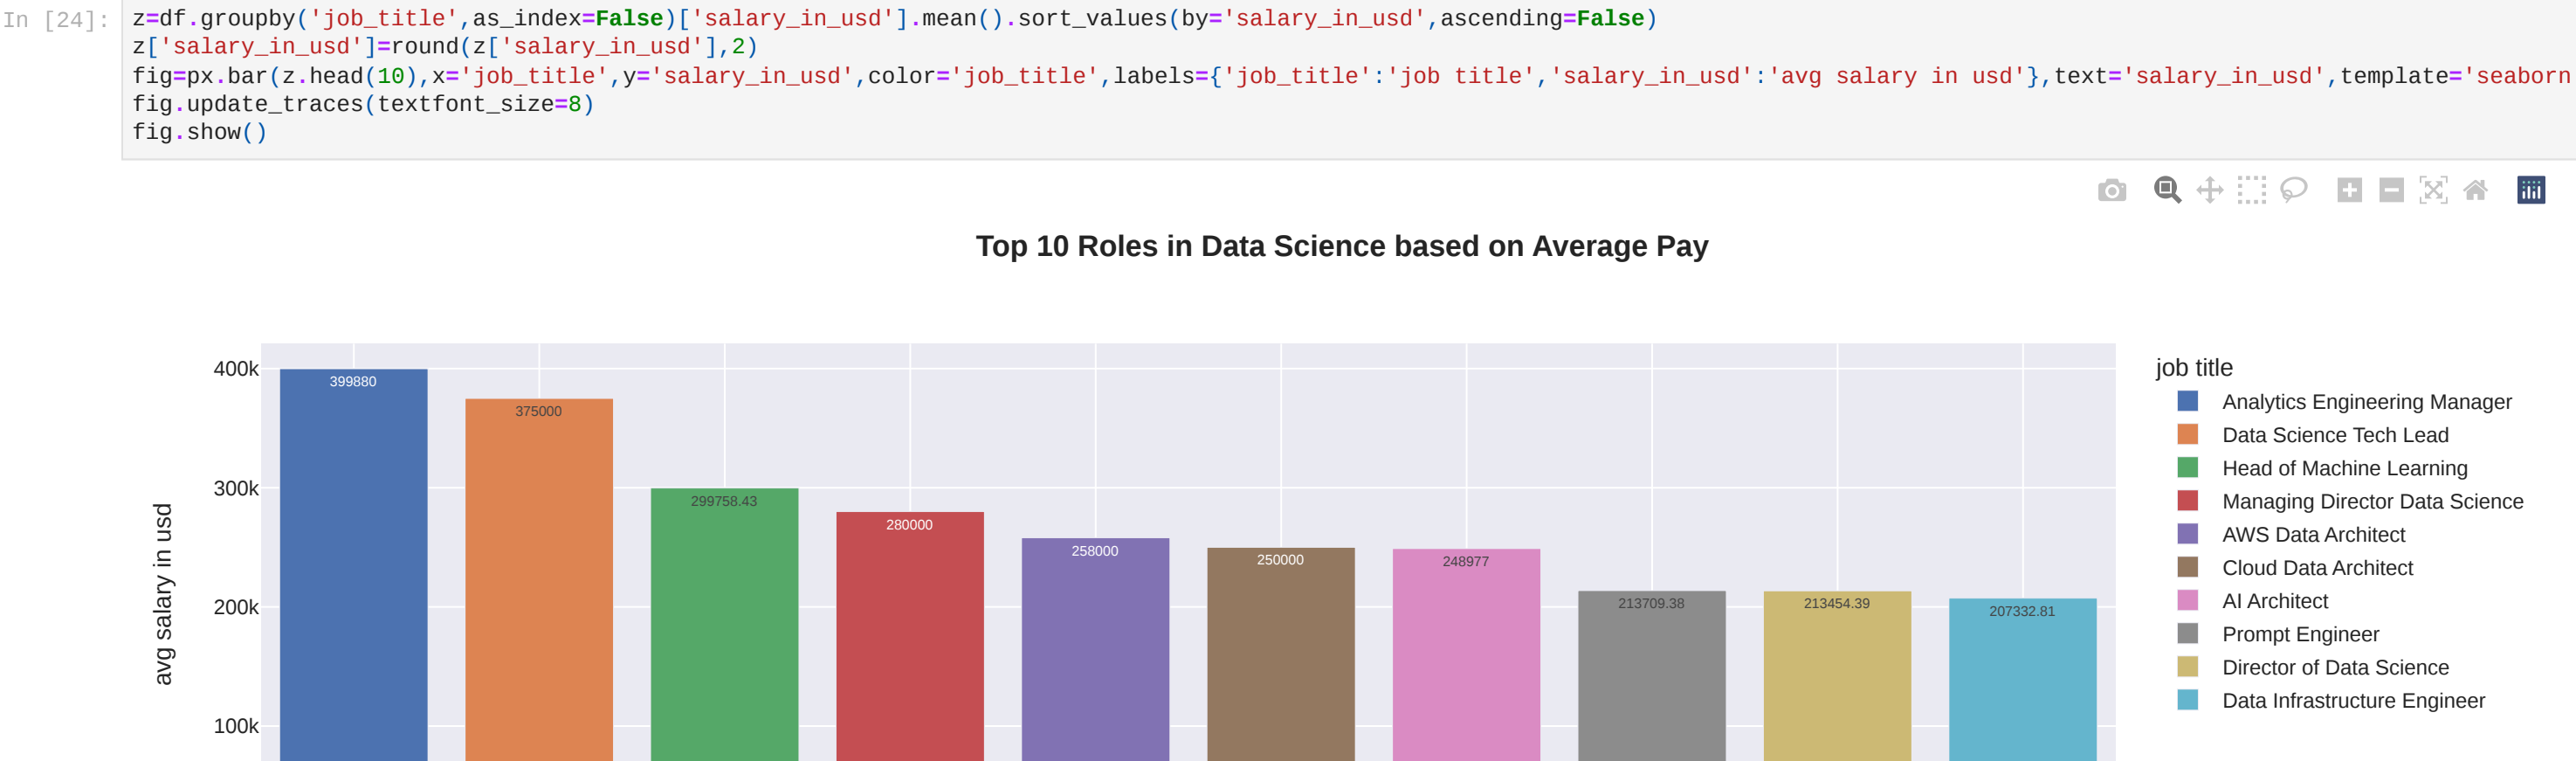 In [24]:
z=df.groupby('job_title',as_index=False)['salary_in_usd'].mean().sort_values(by='salary_in_usd',ascending=False)
z['salary_in_usd']=round(z['salary_in_usd'],2)
fig=px.bar(z.head(10),x='job_title',y='salary_in_usd',color='job_title',labels={'job_title':'job title','salary_in_usd':'avg salary in usd'},text='salary_in_usd',template='seaborn
fig.update_traces(textfont_size=8)
fig.show()
Top 10 Roles in Data Science based on Average Pay
400k
300k
200k
100k
avg salary in usd
399880
375000
299758.43
280000
258000
250000
248977
213709.38
213454.39
207332.81
job title
Analytics Engineering Manager
Data Science Tech Lead
Head of Machine Learning
Managing Director Data Science
AWS Data Architect
Cloud Data Architect
AI Architect
Prompt Engineer
Director of Data Science
Data Infrastructure Engineer